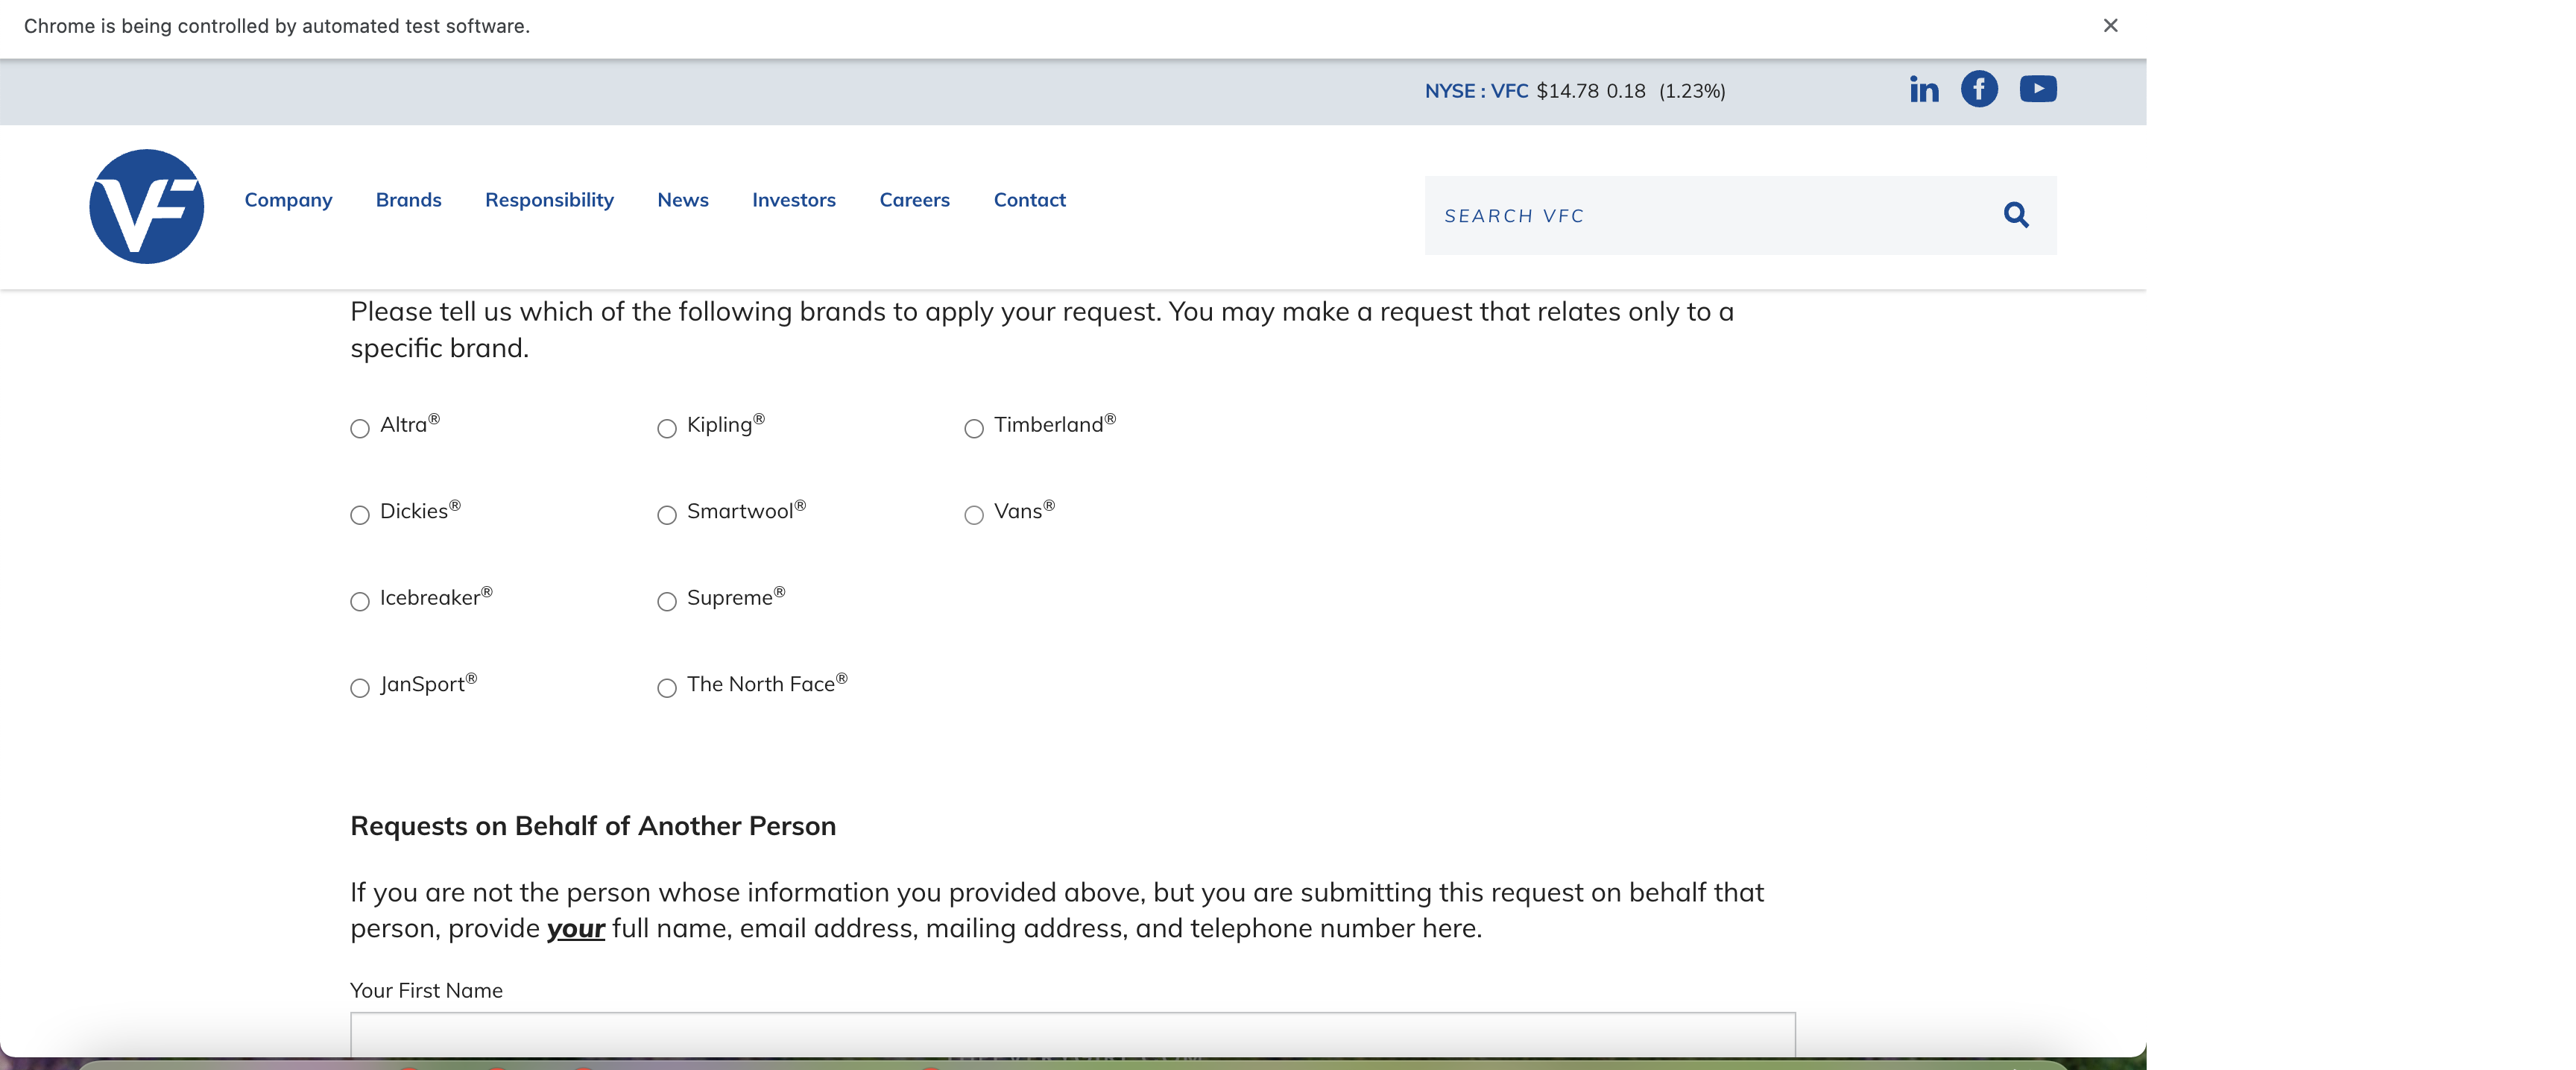 Chrome is being controlled by automated test software.
NYSE : VFC $14.78 0.18 (1.23%)
VF Company Brands Responsibility News Investors Careers Contact
SEARCH VFC
Please tell us which of the following brands to apply your request. You may make a request that relates only to a
specific brand.
Altra® Kipling® Timberland®
Dickies® Smartwool® Vans®
Icebreaker® Supreme®
JanSport® The North Face®
Requests on Behalf of Another Person
If you are not the person whose information you provided above, but you are submitting this request on behalf that
person, provide your full name, email address, mailing address, and telephone number here.
Your First Name